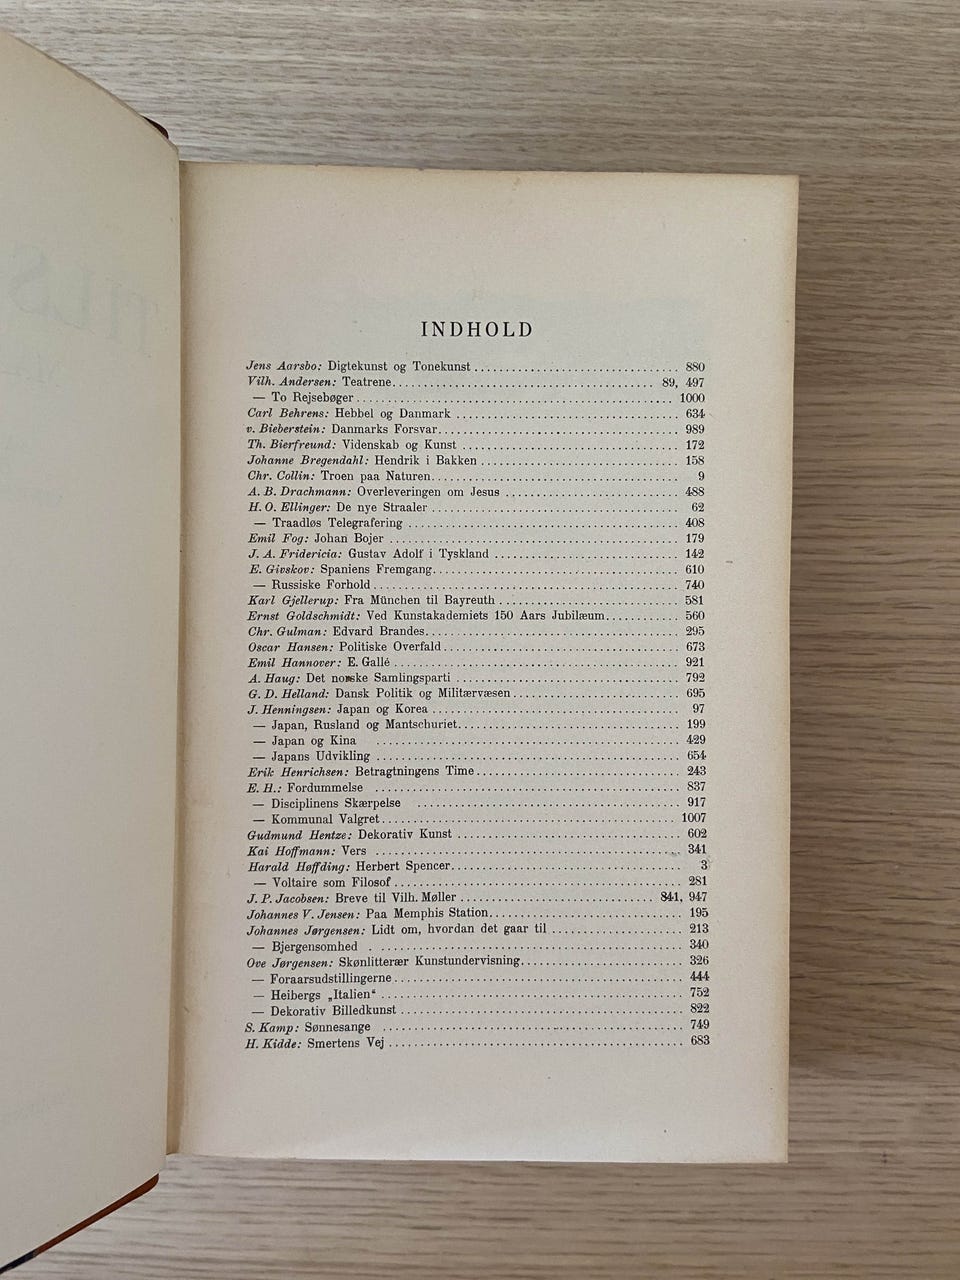 INDHOLD
Jens Aarsbo: Digtekunst og Tonekunst ................................ 880
Vilh. Andersen: Teatrene......................................... 89, 497
— To Rejsebøger .................................................. 1000
Carl Behrens: Hebbel og Danmark ................................... 634
v. Bieberstein: Danmarks Forsvar...................................... 989
Th. Bierfreund: Videnskab og Kunst .................................. 172
Johanne Bregendahl: Hendrik i Bakken ............................... 158
Chr. Collin: Troen paa Naturen....................................... 9
A. B. Drachmann: Overleveringen om Jesus ........................... 488
H. O. Ellinger: De nye Straaler ....................................... 62
— Traadløs Telegrafering .......................................... 408
Emil Fog: Johan Bojer .............................................. 179
J. A. Fridericia: Gustav Adolf i Tyskland ............................. 142
E. Givskov: Spaniens Fremgang....................................... 610
— Russiske Forhold ................................................ 740
Karl Gjellerup: Fra München til Bayreuth ............................ 581
Ernst Goldschmidt: Ved Kunstakademiets 150 Aars Jubilæum............ 560
Chr. Gulman: Edvard Brandes........................................ 295
Oscar Hansen: Politiske Overfald..................................... 673
Emil Hannover: E. Gallé ............................................ 921
A. Haug: Det norske Samlingsparti ................................... 792
G. D. Helland: Dansk Politik og Militærvæsen.......................... 695
J. Henningsen: Japan og Korea ....................................... 97
— Japan, Rusland og Mantschuriet................................... 199
— Japan og Kina ................................................ 429
— Japans Udvikling ................................................ 654
Erik Henrichsen: Betragtningens Time................................ 243
E. H.: Fordummelse ................................................ 837
— Disciplinens Skærpelse .......................................... 917
— Kommunal Valgret............................................... 1007
Gudmund Hentze: Dekorativ Kunst ................................... 602
Kai Hoffmann: Vers ................................................ 341
Harald Høffding: Herbert Spencer.................................... 3
— Voltaire som Filosof ............................................. 281
J. P. Jacobsen: Breve til Vilh. Møller .............................. 841, 947
Johannes V. Jensen: Paa Memphis Station.............................. 195
Johannes Jørgensen: Lidt om, hvordan det gaar til ..................... 213
— Bjergensomhed . ................................................ 340
Ove Jørgensen: Skønlitterær Kunstundervisning......................... 326
— Foraarsudstillingerne ............................................. 444
— Heibergs „Italien“ ............................................... 752
— Dekorativ Billedkunst ............................................ 822
S. Kamp: Sønnesange ............................................... 749
H. Kidde: Smertens Vej ............................................. 683